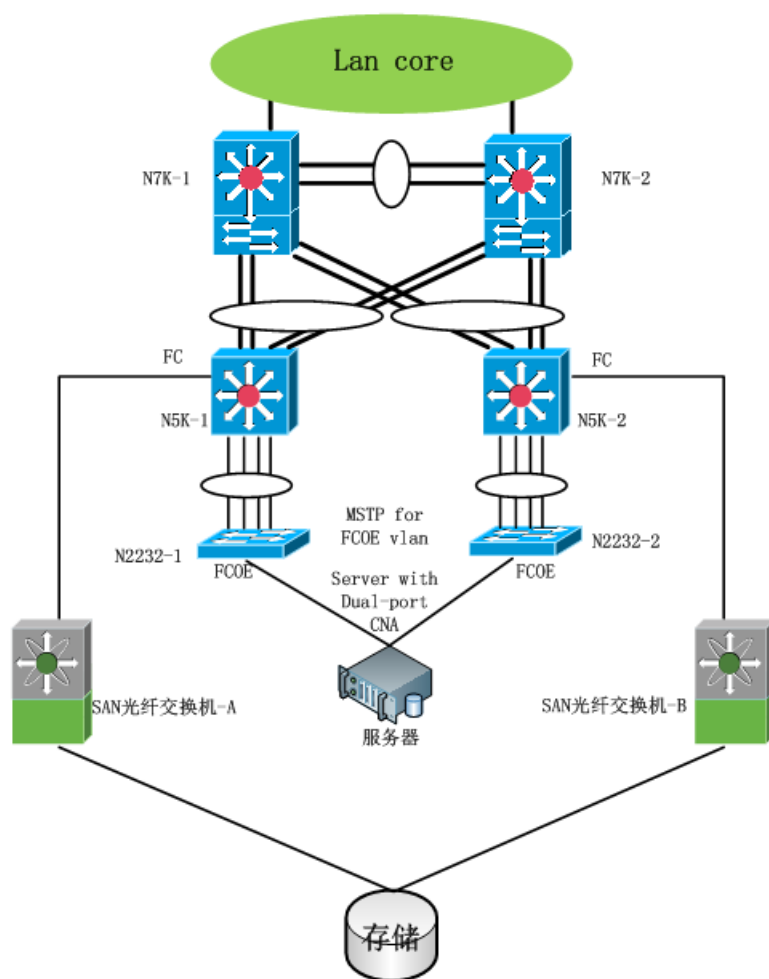 Lan core
N7K-1
N7K-2
FC
FC
N5K-1
N5K-2
MSTP for
FCOE vlan
N2232-1
N2232-2
FCOE
FCOE
Server with
Dual-port
CNA
SAN光纤交换机-A
SAN光纤交换机-B
服务器
存储